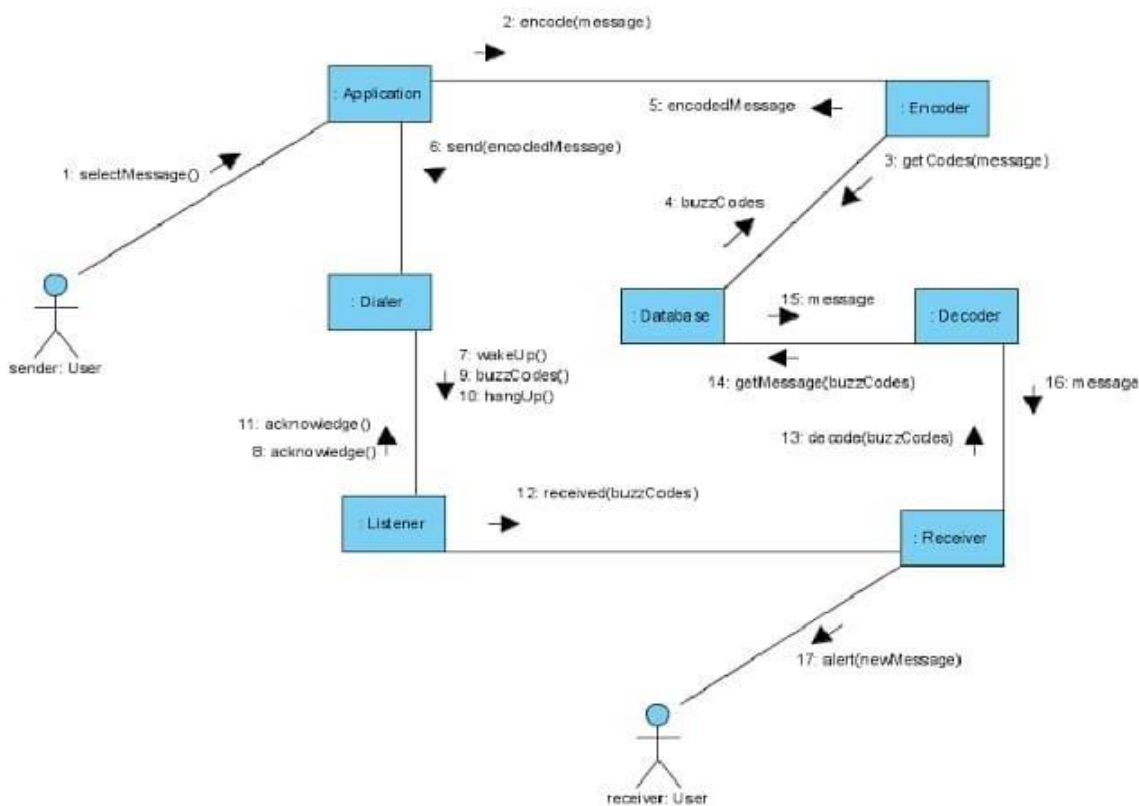 2: encode(message)
: Application
: Encoder
5: encodedMessage
6: send(encodedMessage)
3: getCodes(message)
1: selectMessage()
4: buzzCodes
: Dialer
: Database
15: message
: Decoder
sender: User
7: wakeUp()
9: buzzCodes()
10: hangUp()
14: getMessage(buzzCodes)
16: message
11: acknowledge()
8: acknowledge()
13: decode(buzzCodes)
12: received(buzzCodes)
: Listener
: Receiver
17: alert(newMessage)
receiver: User